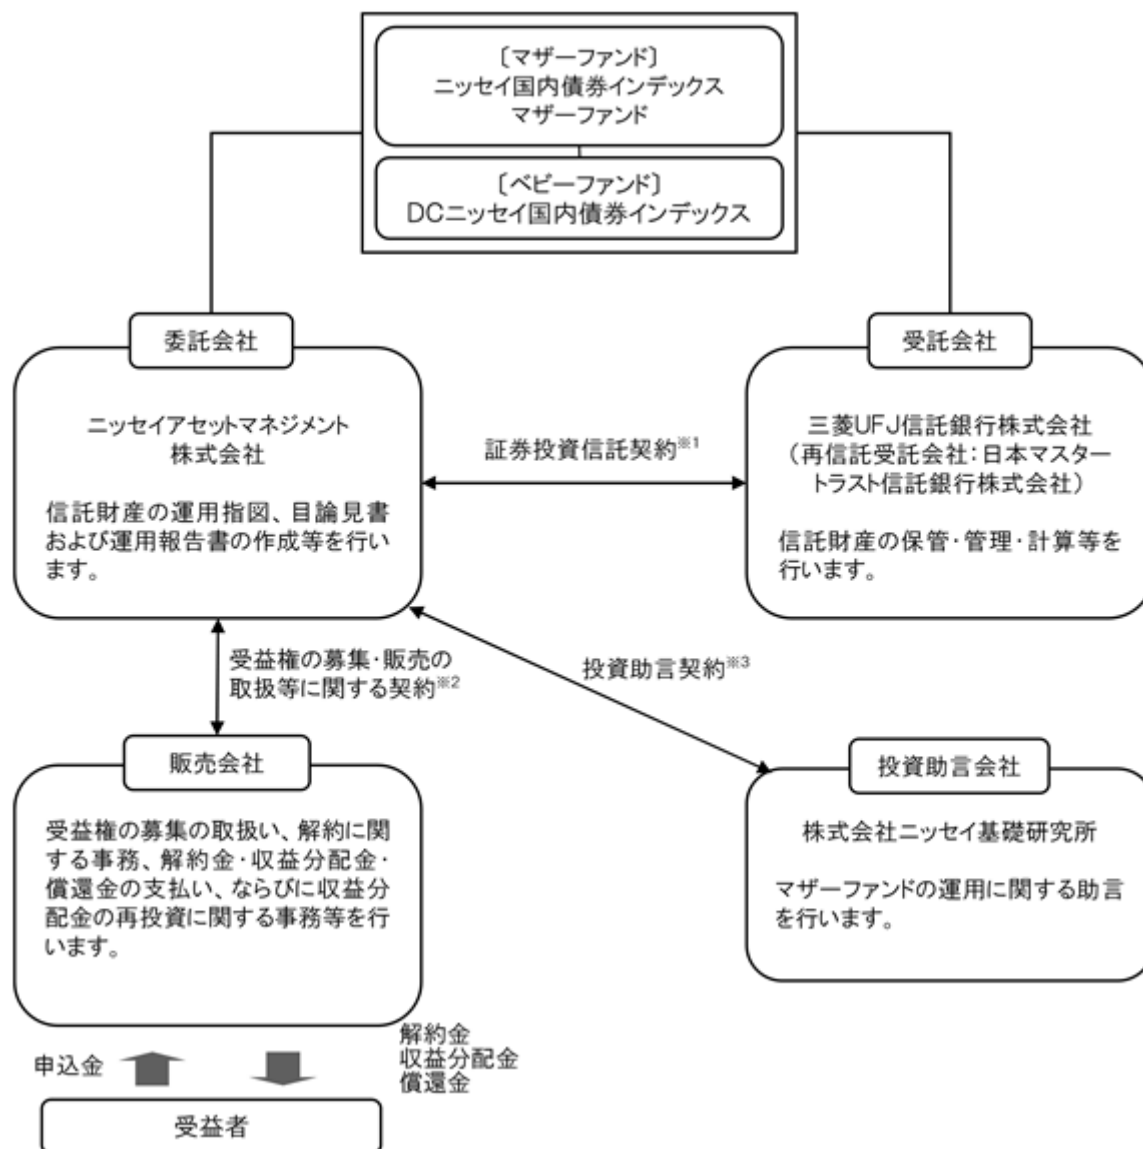 〔マザーファンド〕
ニッセイ国内債券インデックス
マザーファンド
〔ベビーファンド〕
DCニッセイ国内債券インデックス
委託会社
ニッセイアセットマネジメント
株式会社
信託財産の運用指図、目論見書
および運用報告書の作成等を行い
ます。
証券投資信託契約※1
受託会社
三菱UFJ信託銀行株式会社
（再信託受託会社：日本マスター
トラスト信託銀行株式会社）
信託財産の保管・管理・計算等を
行います。
受益権の募集・販売の
取扱等に関する契約※2
投資助言契約※3
販売会社
受益権の募集の取扱い、解約に関
する事務、解約金・収益分配金・
償還金の支払い、ならびに収益分
配金の再投資に関する事務等を行
います。
投資助言会社
株式会社ニッセイ基礎研究所
マザーファンドの運用に関する助言
を行います。
申込金
解約金
収益分配金
償還金
受益者